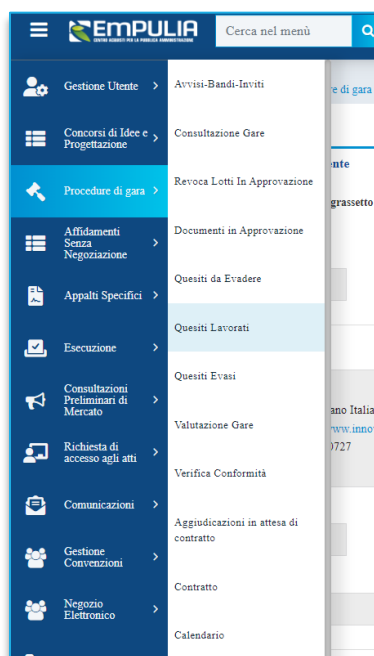 EMPULIA
CENTRO ACQUISTI PER LA PUBBLICA AMMINISTRAZIONE
Cerca nel menù
Gestione Utente
Concorsi di Idee e
Progettazione
Procedure di gara
Affidamenti
Senza
Negoziazione
Appalti Specifici
Esecuzione
Consultazioni
Preliminari di
Mercato
Richiesta di
accesso agli atti
Comunicazioni
Gestione
Convenzioni
Negozio
Elettronico
Avvisi-Bandi-Inviti
Consultazione Gare
Revoca Lotti In Approvazione
Documenti in Approvazione
Quesiti da Evadere
Quesiti Lavorati
Quesiti Evasi
Valutazione Gare
Verifica Conformità
Aggiudicazioni in attesa di
contratto
Contratto
Calendario
e di gara
nte
grassetto
ano Italia
www.inno
0727